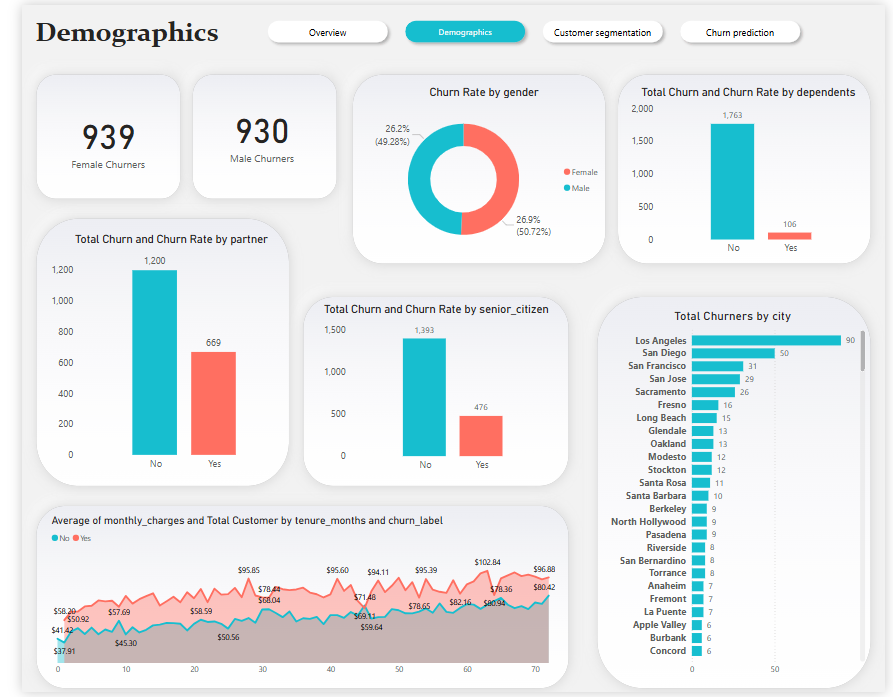 Demographics
Overview
Demographics
Customer segmentation
Churn prediction
939
Female Churners
930
Male Churners
Churn Rate by gender
26.2%
(49.28%)
26.9%
(50.72%)
Female
Male
Total Churn and Churn Rate by dependents
2,000
1,500
1,000
500
0
1,763
106
No
Yes
Total Churn and Churn Rate by partner
1,200
1,000
800
600
400
200
0
1,200
669
No
Yes
Total Churn and Churn Rate by senior_citizen
1,500
1,000
500
0
1,393
476
No
Yes
Total Churners by city
Los Angeles 90
San Diego 50
San Francisco 31
San Jose 29
Sacramento 26
Fresno 16
Long Beach 15
Glendale 13
Oakland 13
Modesto 12
Stockton 12
Santa Rosa 11
Santa Barbara 10
Berkeley 9
North Hollywood 9
Pasadena 9
Riverside 8
San Bernardino 8
Torrance 8
Anaheim 7
Fremont 7
La Puente 7
Apple Valley 6
Burbank 6
Concord 6
0 50
Average of monthly_charges and Total Customer by tenure_months and churn_label
No Yes
$58.20
$50.92
$41.42
$37.91
$57.69
$45.30
$58.59
$50.56
$95.85
$78.44
$68.04
$95.60
$71.48
$69.11
$59.64
$94.11
$95.39
$78.65
$82.16
$102.84
$78.36
$80.94
$96.88
$80.42
0 10 20 30 40 50 60 70